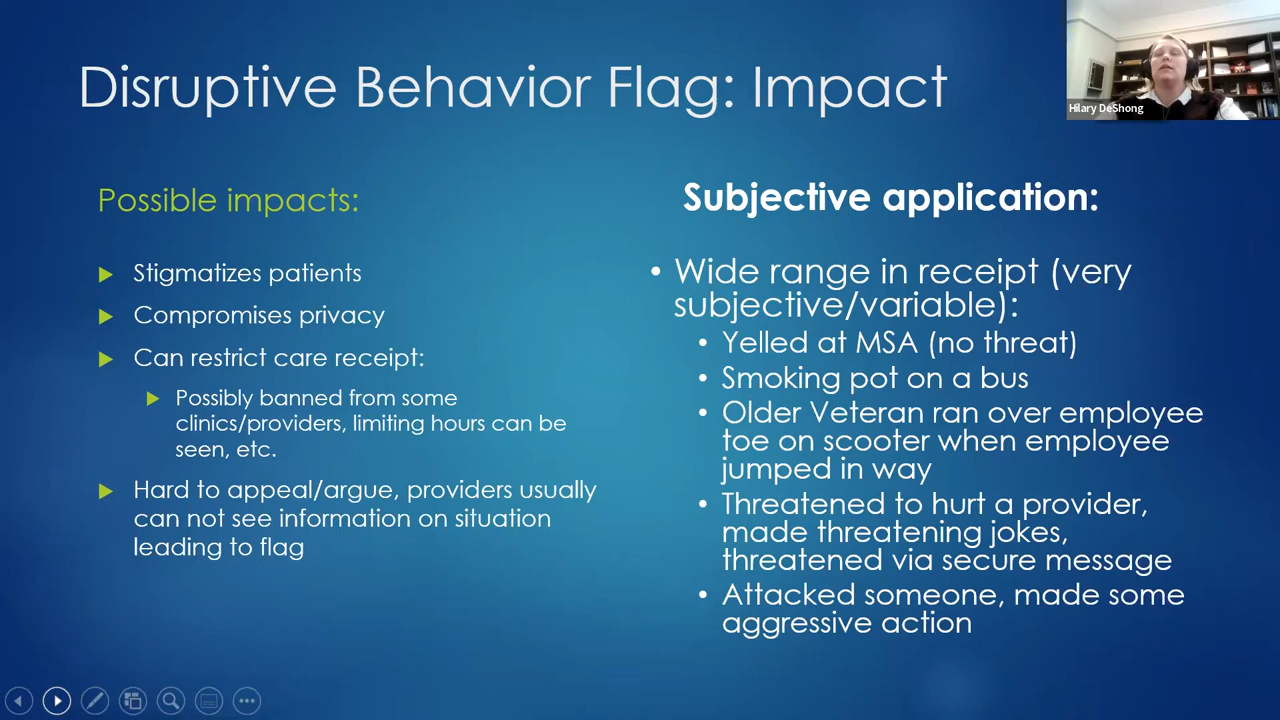 Disruptive Behavior Flag: Impact
Hilary DeShong
Possible impacts:
Stigmatizes patients
Compromises privacy
Can restrict care receipt:
Possibly banned from some
clinics/providers, limiting hours can be
seen, etc.
Hard to appeal/argue, providers usually
can not see information on situation
leading to flag
Subjective application:
• Wide range in receipt (very
subjective/variable):
• Yelled at MSA (no threat)
• Smoking pot on a bus
• Older Veteran ran over employee
toe on scooter when employee
jumped in way
• Threatened to hurt a provider,
made threatening jokes,
threatened via secure message
• Attacked someone, made some
aggressive action